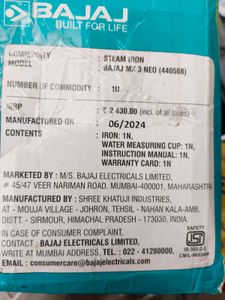 BAJAJ
BUILT FOR LIFE
COMMODITY : STEAM IRON
MODEL : BAJAJ MX 3 NEO (440508)
NUMBER OF COMMODITY : 1U
MRP : ₹ 2 430.00 (incl. of all taxes)
MANUFACTURED ON : 06/2024
CONTENTS : IRON: 1N,
WATER MEASURING CUP: 1N,
INSTRUCTION MANUAL: 1N,
WARRANTY CARD: 1N
MARKETED BY : M/S. BAJAJ ELECTRICALS LIMITED,
# 45/47 VEER NARIMAN ROAD, MUMBAI-400001, MAHARASHTRA
MANUFACTURED BY : SHREE KHATUJI INDUSTRIES,
AT - MOUJA VILLAGE - JOHRON, TEHSIL - NAHAN KALA-AMB,
DISTT - SIRMOUR, HIMACHAL PRADESH - 173030, INDIA.
IN CASE OF CONSUMER COMPLAINT,
CONTACT : BAJAJ ELECTRICALS LIMITED.
WRITE AT MUMBAI ADDRESS, TEL : 022 - 41280000,
EMAIL : consumercare@bajajelectricals.com
SAFETY